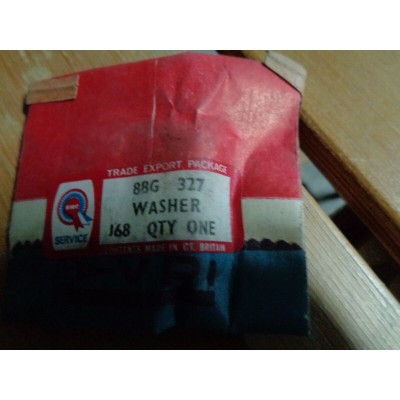 TRADE EXPORT PACKAGE
88G 327
WASHER
J68 QTY ONE
SERVICE
CONTENTS MADE IN GT. BRITAIN